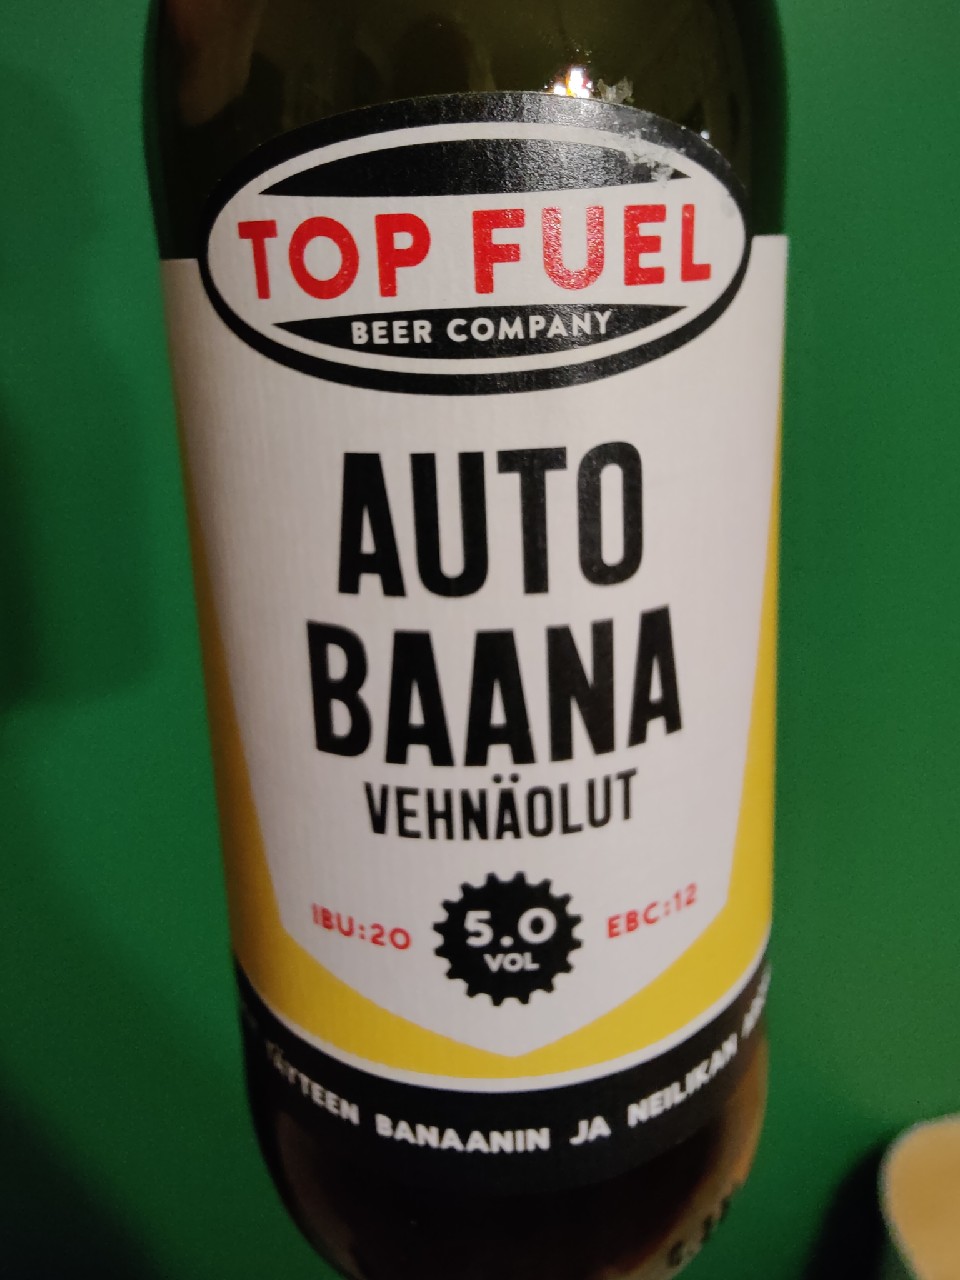 TOP FUEL
BEER COMPANY
AUTO
BAANA
VEHNÄOLUT
IBU:20
5.0
VOL
EBC:12
TÄYTEEN BANAANIN JA NEILIKAN